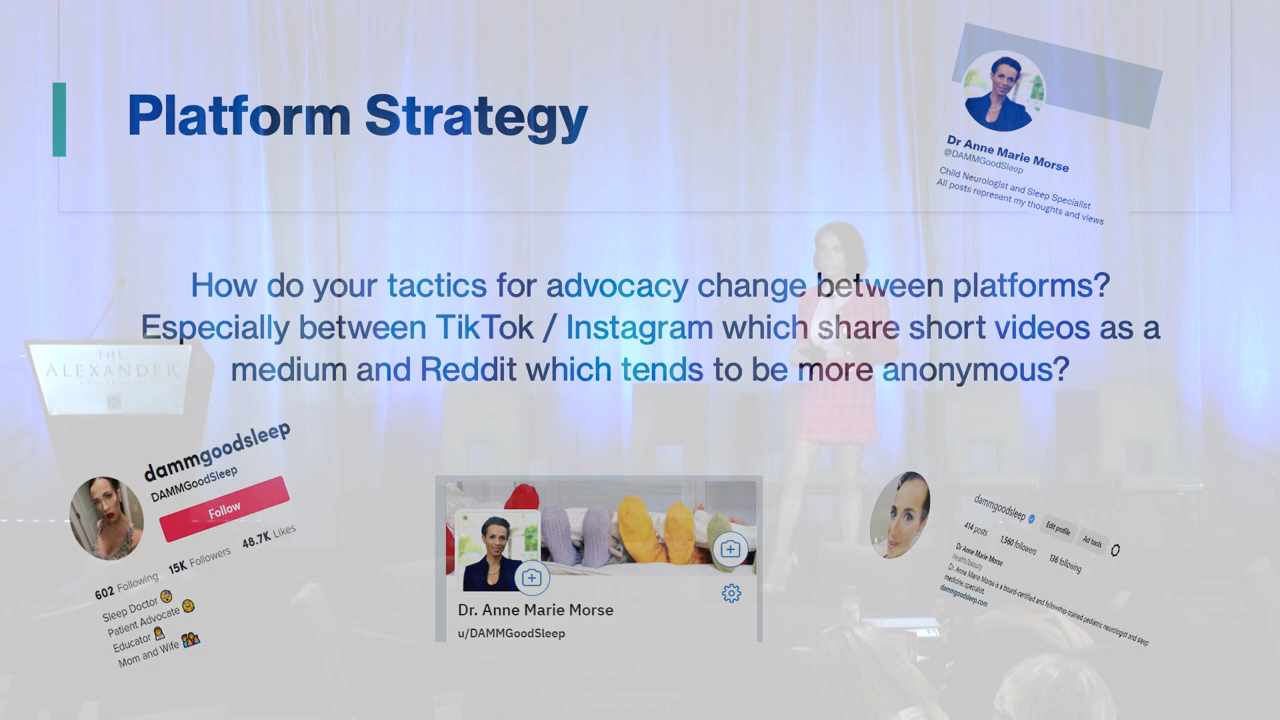 Platform Strategy
Dr Anne Marie Morse
@DAMMGoodSleep
Child Neurologist and Sleep Specialist
All posts represent my thoughts and views
How do your tactics for advocacy change between platforms?
Especially between TikTok / Instagram which share short videos as a
medium and Reddit which tends to be more anonymous?
THE
ALEXANDER
dammgoodsleep
DAMMGoodSleep
Follow
602 Following 15K Followers 48.7K Likes
Sleep Doctor 😴
Patient Advocate 🤗
Educator
Mom and Wife
Dr. Anne Marie Morse
u/DAMMGoodSleep
dammgoodsleep Edit profile Ad tools
414 posts 1,560 followers 136 following
Dr Anne Marie Morse
Health/beauty
Dr. Anne Marie Morse is a board-certified and fellowship-trained pediatric neurologist and sleep
medicine specialist.
dammgoodsleep.com